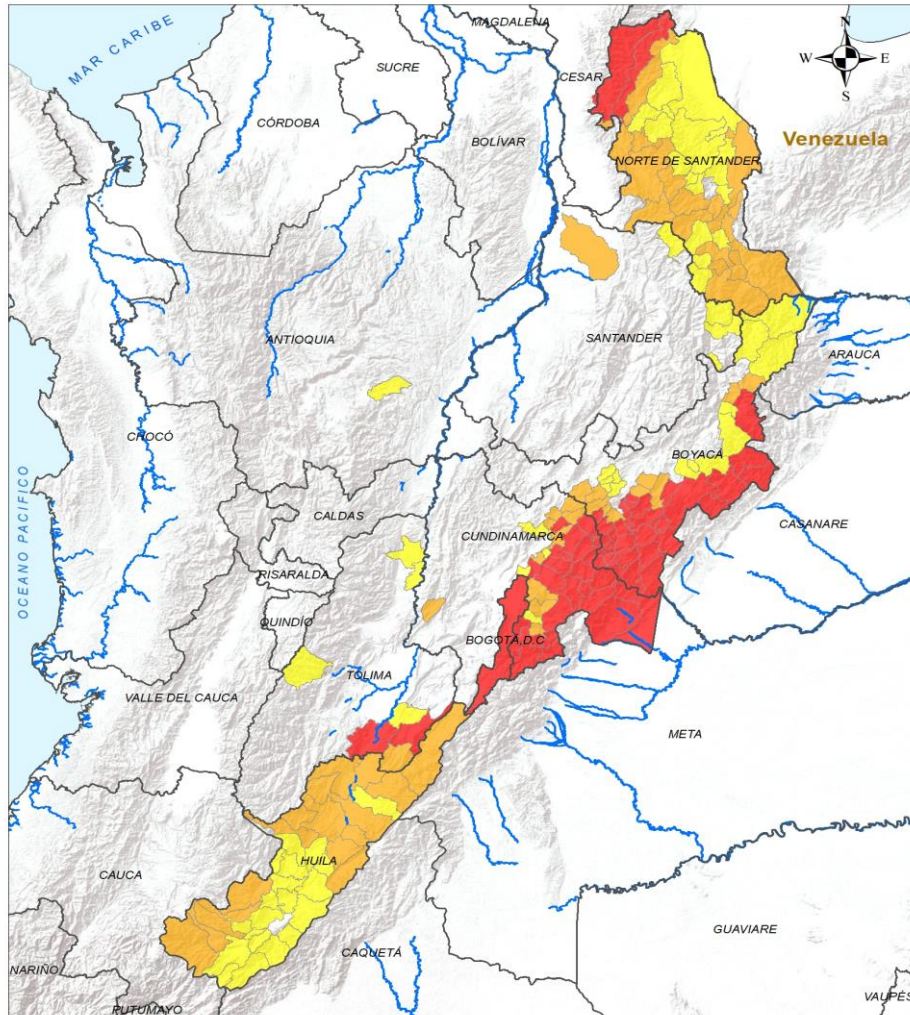 MAGDALENA
N
MAR CARIBE
W
E
SUCRE
CESAR
S
CÓRDOBA
BOLÍVAR
Venezuela
NORTE DE SANTANDER
ANTIOQUIA
SANTANDER
ARAUCA
CHOCÓ
BOYACÁ
OCEANO PACIFICO
CALDAS
CUNDINAMARCA
CASANARE
RISARALDA
QUINDÍO
BOGOTÁ,D.C
TOLIMA
VALLE DEL CAUCA
META
HUILA
CAUCA
GUAVIARE
CAQUETÁ
NARIÑO
VAUPÉS
PUTUMAYO